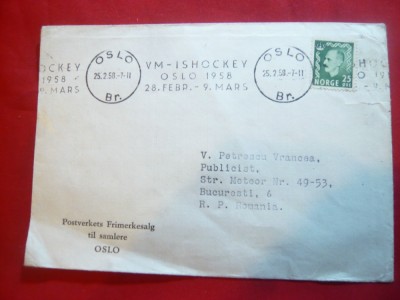 OCKEY
1958
MARS
OSLO
25.2.58.-7-11
Br.
VM-ISHOCKEY
OSLO 1958
28. FEBR. - 9. MARS
OSLO
25.2.58.-7-11
Br.
25
NORGE
V. Petrescu Vrancea,
Publicist,
Str. Meteor Nr. 49-53,
Bucuresti, &
R. P. Romania.
Postverkets Frimerkesalg
til samlere
OSLO